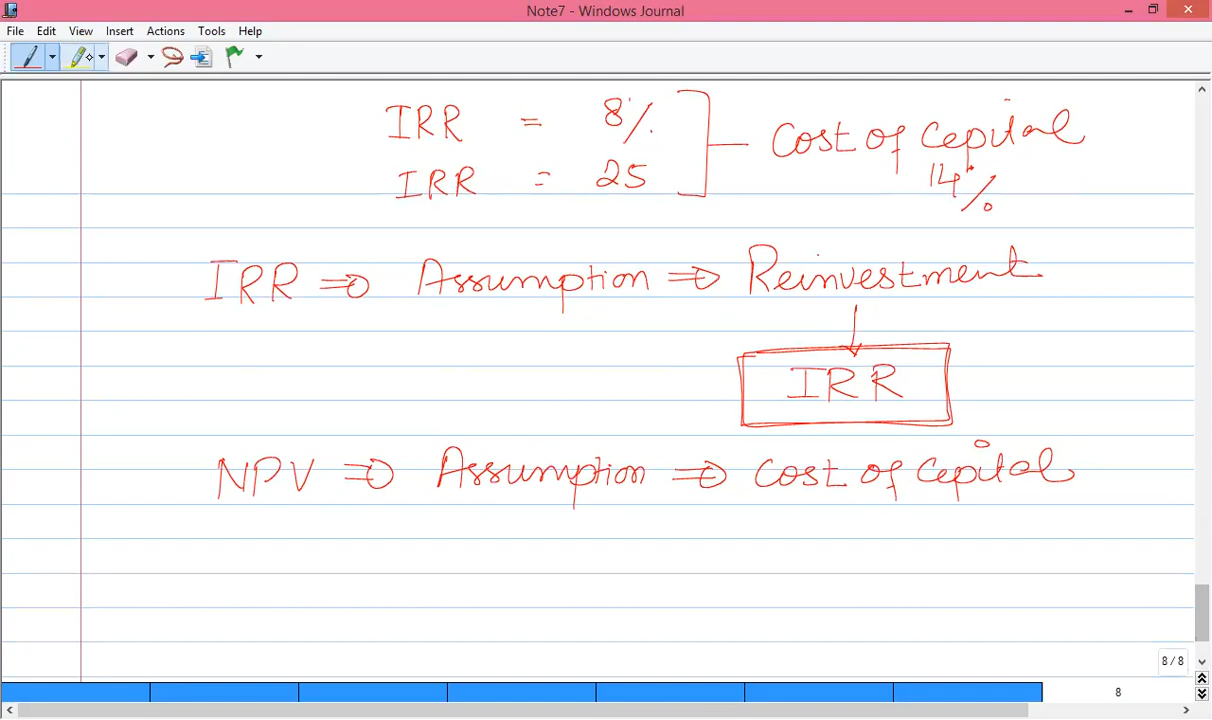 Note7 - Windows Journal
File Edit View Insert Actions Tools Help
IRR = 8%
IRR = 25
Cost of Capital
14%
IRR ⇒ Assumption ⇒ Reinvestment
IRR
NPV ⇒ Assumption ⇒ Cost of Capital
8 / 8
8